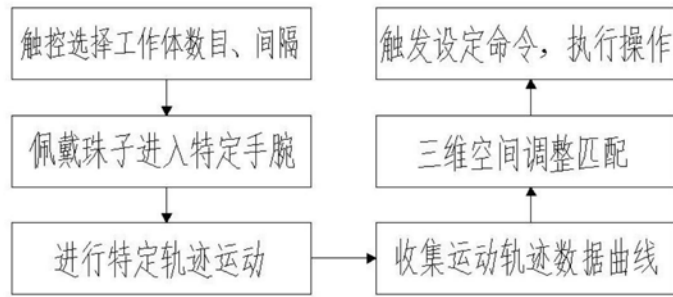 触控选择工作体数目、间隔
佩戴珠子进入特定手腕
进行特定轨迹运动
收集运动轨迹数据曲线
三维空间调整匹配
触发设定命令，执行操作